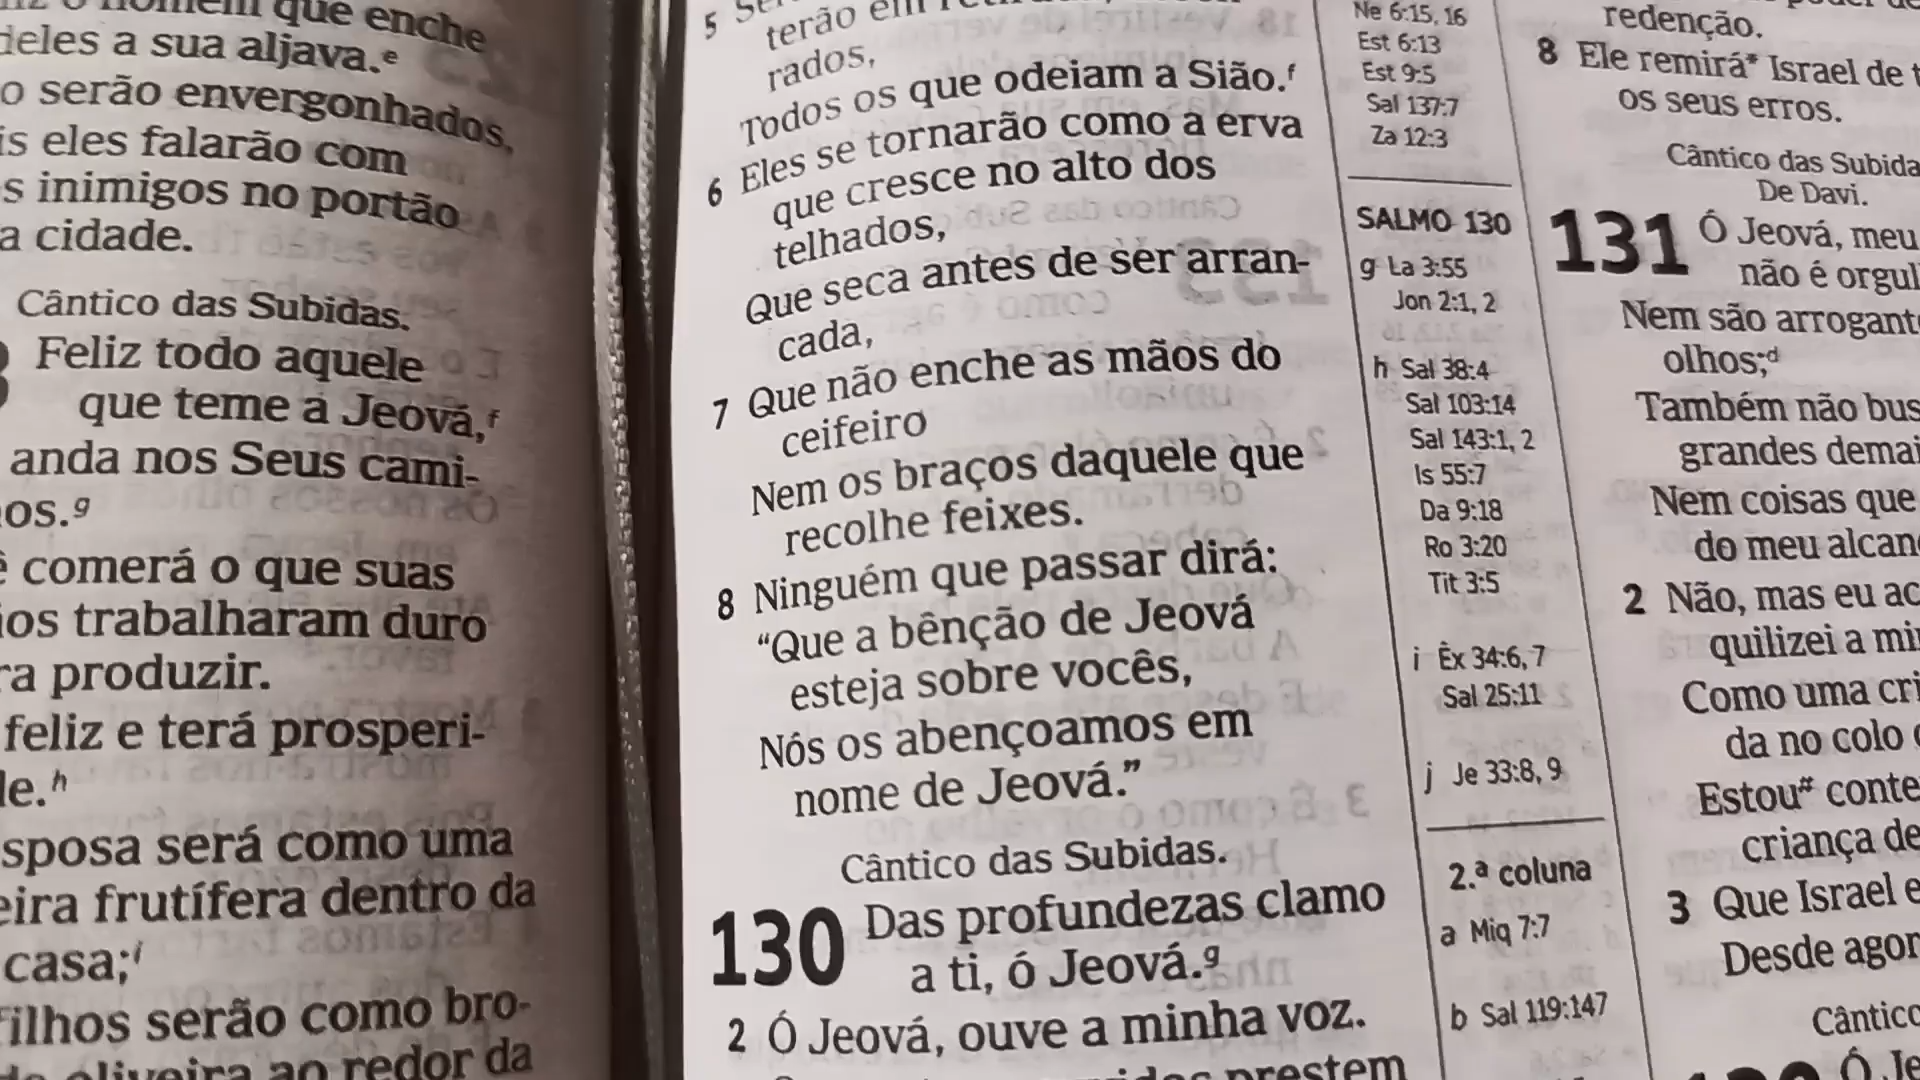 que enche
deles a sua aljava.ᵉ
o serão envergonhados,
is eles falarão com
s inimigos no portão
a cidade.
Cântico das Subidas.
Feliz todo aquele
que teme a Jeová,ᶠ
anda nos Seus cami-
os.ᵍ
ê comerá o que suas
os trabalharam duro
ra produzir.
feliz e terá prosperi-
de.ʰ
sposa será como uma
eira frutífera dentro da
casa;ⁱ
filhos serão como bro-
oliveira ao redor da
5
terão em
rados,
Todos os que odeiam a Sião.ᶠ
6 Eles se tornarão como a erva
que cresce no alto dos
telhados,
Que seca antes de ser arran-
cada,
7 Que não enche as mãos do
ceifeiro
Nem os braços daquele que
recolhe feixes.
8 Ninguém que passar dirá:
“Que a bênção de Jeová
esteja sobre vocês,
Nós os abençoamos em
nome de Jeová.”
Cântico das Subidas.
130 Das profundezas clamo
a ti, ó Jeová.ᵍ
2 Ó Jeová, ouve a minha voz.
prestem
Ne 6:15, 16
Est 6:13
Est 9:5
Sal 137:7
Za 12:3
SALMO 130
g La 3:55
Jon 2:1, 2
h Sal 38:4
Sal 103:14
Sal 143:1, 2
Is 55:7
Da 9:18
Ro 3:20
Tit 3:5
i Êx 34:6, 7
Sal 25:11
j Je 33:8, 9
2.ª coluna
a Miq 7:7
b Sal 119:147
redenção.
8 Ele remirá* Israel de t
os seus erros.
Cântico das Subida
De Davi.
131 Ó Jeová, meu
não é orgul
Nem são arrogant
olhos;ᵈ
Também não bus
grandes demai
Nem coisas que
do meu alcan
2 Não, mas eu ac
quilizei a mi
Como uma cri
da no colo
Estou# conte
criança de
3 Que Israel e
Desde agor
Cântico
Ó Je